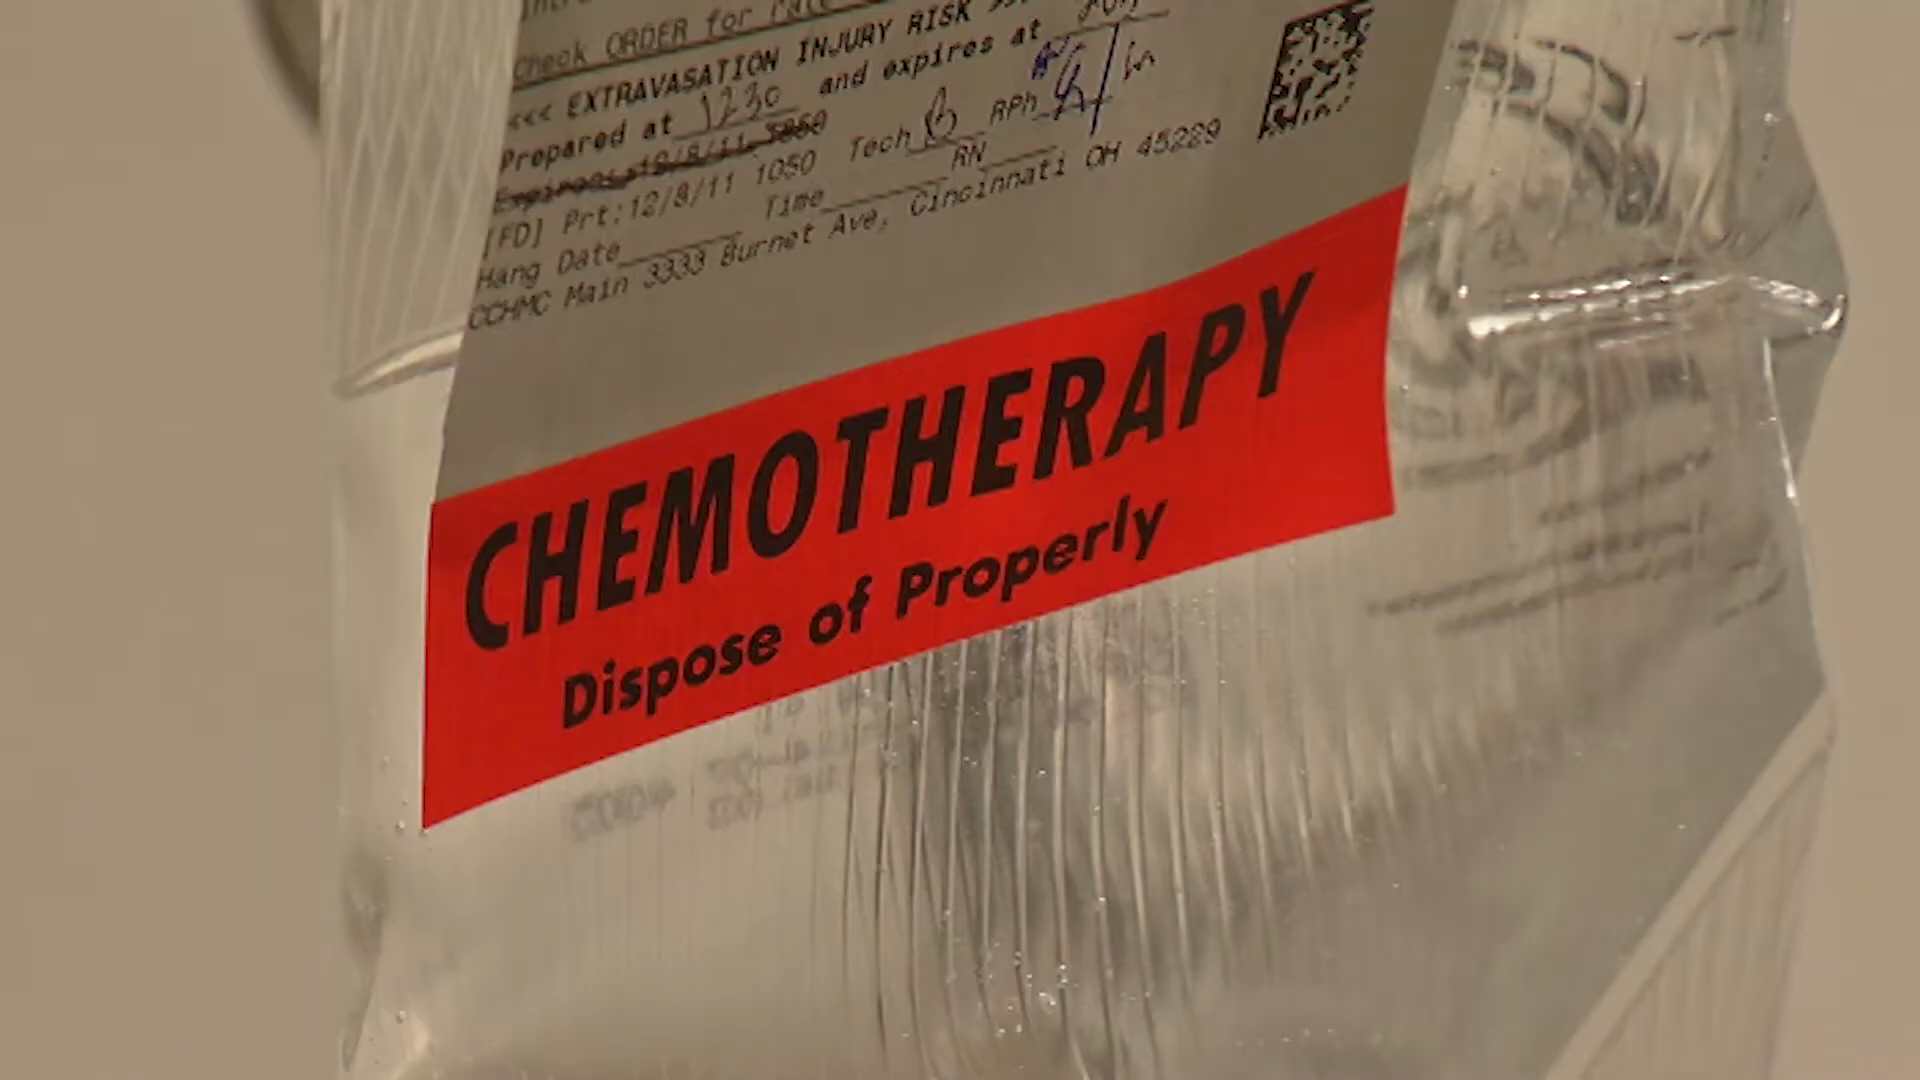 Check ORDER for rate
<<< EXTRAVASATION INJURY RISK >>>
Prepared at 1230 and expires at
Expires: 12/8/11
[FD] Prt:12/8/11 1050 Tech RPh
Hang Date Time RN
CCHMC Main 3333 Burnet Ave, Cincinnati OH 45229
CHEMOTHERAPY
Dispose of Properly